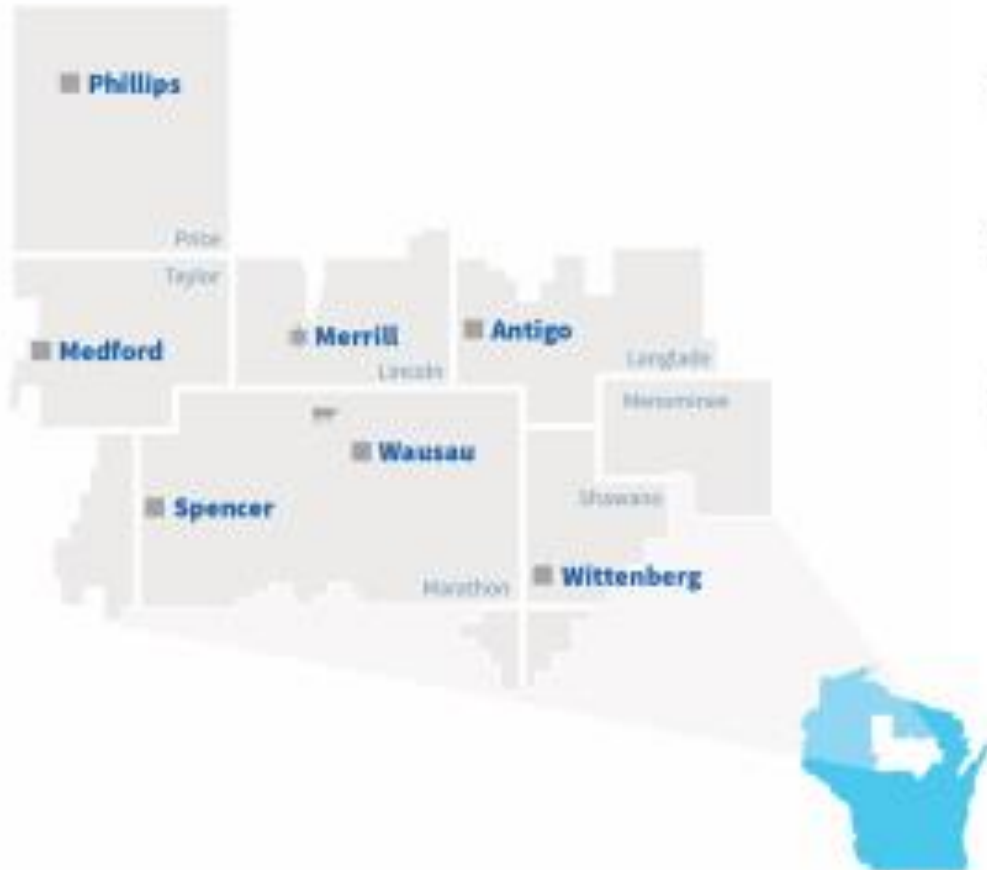 Phillips
Price
Taylor
Merrill
Antigo
Medford
Langlade
Lincoln
Menominee
Wausau
Spencer
Shawano
Wittenberg
Marathon